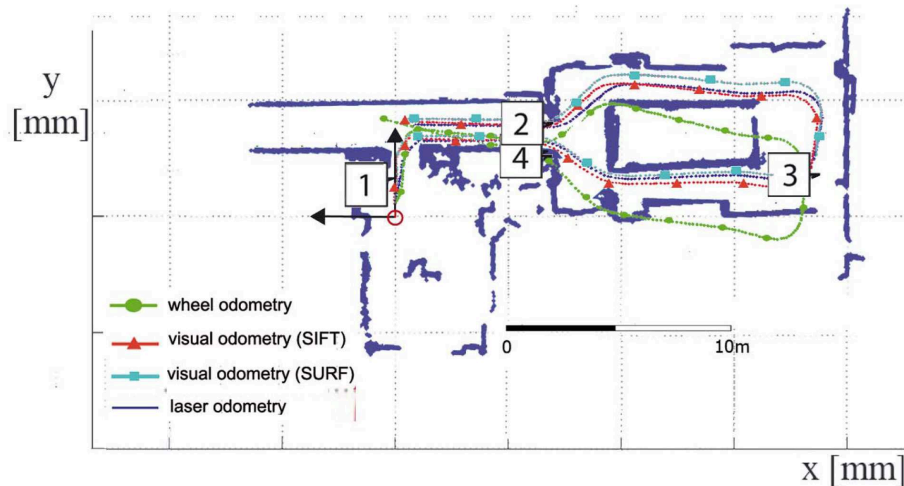 y
[mm]
2
4
1
3
wheel odometry
visual odometry (SIFT)
visual odometry (SURF)
laser odometry
0 10m
x [mm]